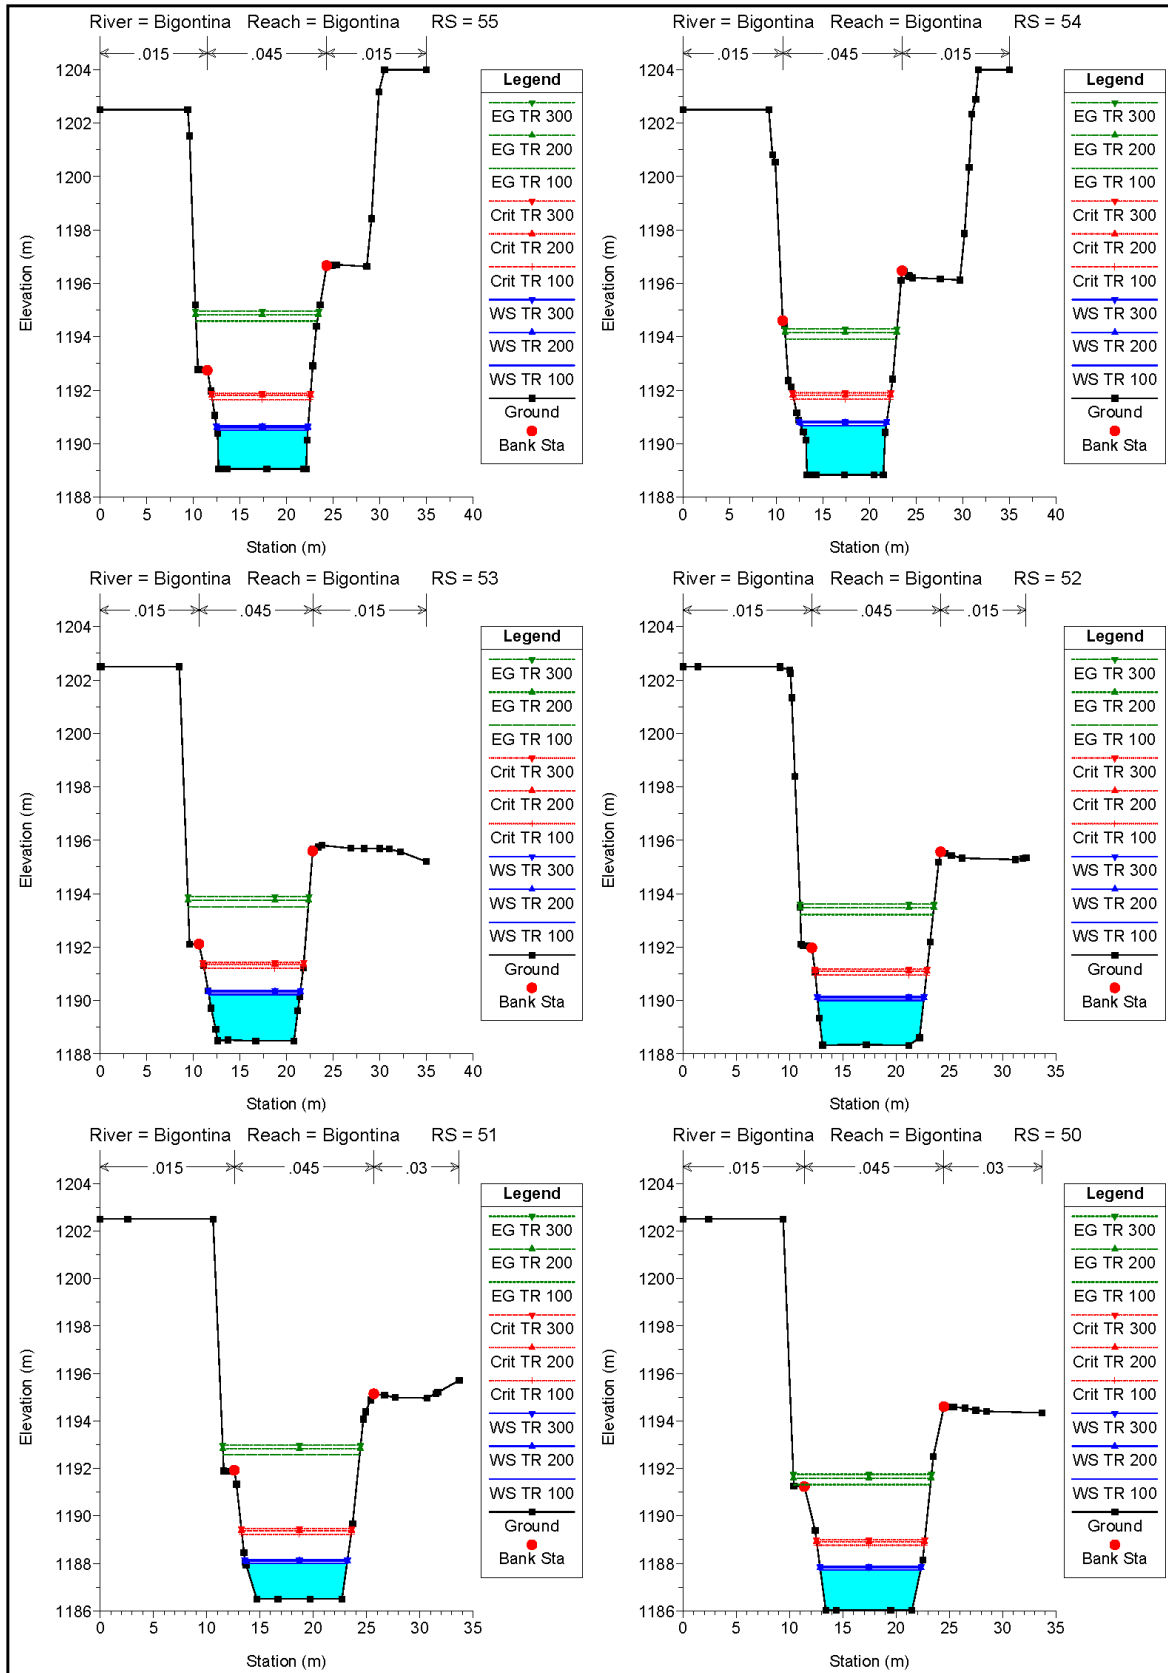 River = Bigontina Reach = Bigontina RS = 55
.015 .045 .015
1204
1202
1200
1198
1196
1194
1192
1190
1188
0 5 10 15 20 25 30 35 40
Station (m)
Elevation (m)
Legend
EG TR 300
EG TR 200
EG TR 100
Crit TR 300
Crit TR 200
Crit TR 100
WS TR 300
WS TR 200
WS TR 100
Ground
Bank Sta
River = Bigontina Reach = Bigontina RS = 54
.015 .045 .015
1204
1202
1200
1198
1196
1194
1192
1190
1188
0 5 10 15 20 25 30 35 40
Station (m)
Elevation (m)
Legend
EG TR 300
EG TR 200
EG TR 100
Crit TR 300
Crit TR 200
Crit TR 100
WS TR 300
WS TR 200
WS TR 100
Ground
Bank Sta
River = Bigontina Reach = Bigontina RS = 53
.015 .045 .015
1204
1202
1200
1198
1196
1194
1192
1190
1188
0 5 10 15 20 25 30 35 40
Station (m)
Elevation (m)
Legend
EG TR 300
EG TR 200
EG TR 100
Crit TR 300
Crit TR 200
Crit TR 100
WS TR 300
WS TR 200
WS TR 100
Ground
Bank Sta
River = Bigontina Reach = Bigontina RS = 52
.015 .045 .015
1204
1202
1200
1198
1196
1194
1192
1190
1188
0 5 10 15 20 25 30 35
Station (m)
Elevation (m)
Legend
EG TR 300
EG TR 200
EG TR 100
Crit TR 300
Crit TR 200
Crit TR 100
WS TR 300
WS TR 200
WS TR 100
Ground
Bank Sta
River = Bigontina Reach = Bigontina RS = 51
.015 .045 .03
1204
1202
1200
1198
1196
1194
1192
1190
1188
1186
0 5 10 15 20 25 30 35
Station (m)
Elevation (m)
Legend
EG TR 300
EG TR 200
EG TR 100
Crit TR 300
Crit TR 200
Crit TR 100
WS TR 300
WS TR 200
WS TR 100
Ground
Bank Sta
River = Bigontina Reach = Bigontina RS = 50
.015 .045 .03
1204
1202
1200
1198
1196
1194
1192
1190
1188
1186
0 5 10 15 20 25 30 35
Station (m)
Elevation (m)
Legend
EG TR 300
EG TR 200
EG TR 100
Crit TR 300
Crit TR 200
Crit TR 100
WS TR 300
WS TR 200
WS TR 100
Ground
Bank Sta